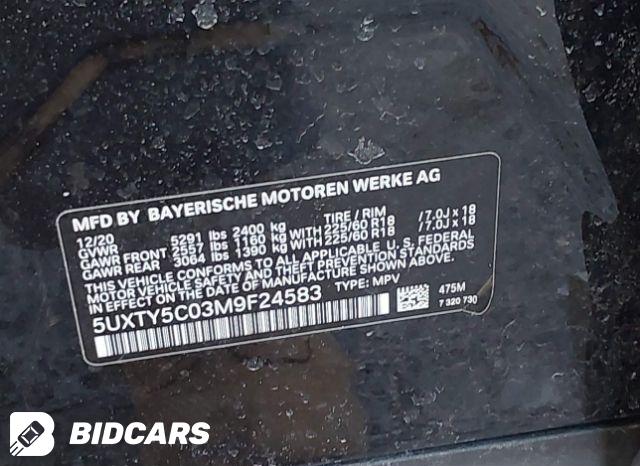 MFD BY BAYERISCHE MOTOREN WERKE AG
12/20
GVWR 5291 lbs 2400 kg TIRE / RIM
GAWR FRONT 2557 lbs 1160 kg WITH 225/60 R18 /7.0J x 18
GAWR REAR 3064 lbs 1390 kg WITH 225/60 R18 /7.0J x 18
THIS VEHICLE CONFORMS TO ALL APPLICABLE U. S. FEDERAL
MOTOR VEHICLE SAFETY AND THEFT PREVENTION STANDARDS
IN EFFECT ON THE DATE OF MANUFACTURE SHOWN ABOVE.
5UXTY5C03M9F24583 TYPE: MPV
475M
7 320 730
BIDCARS